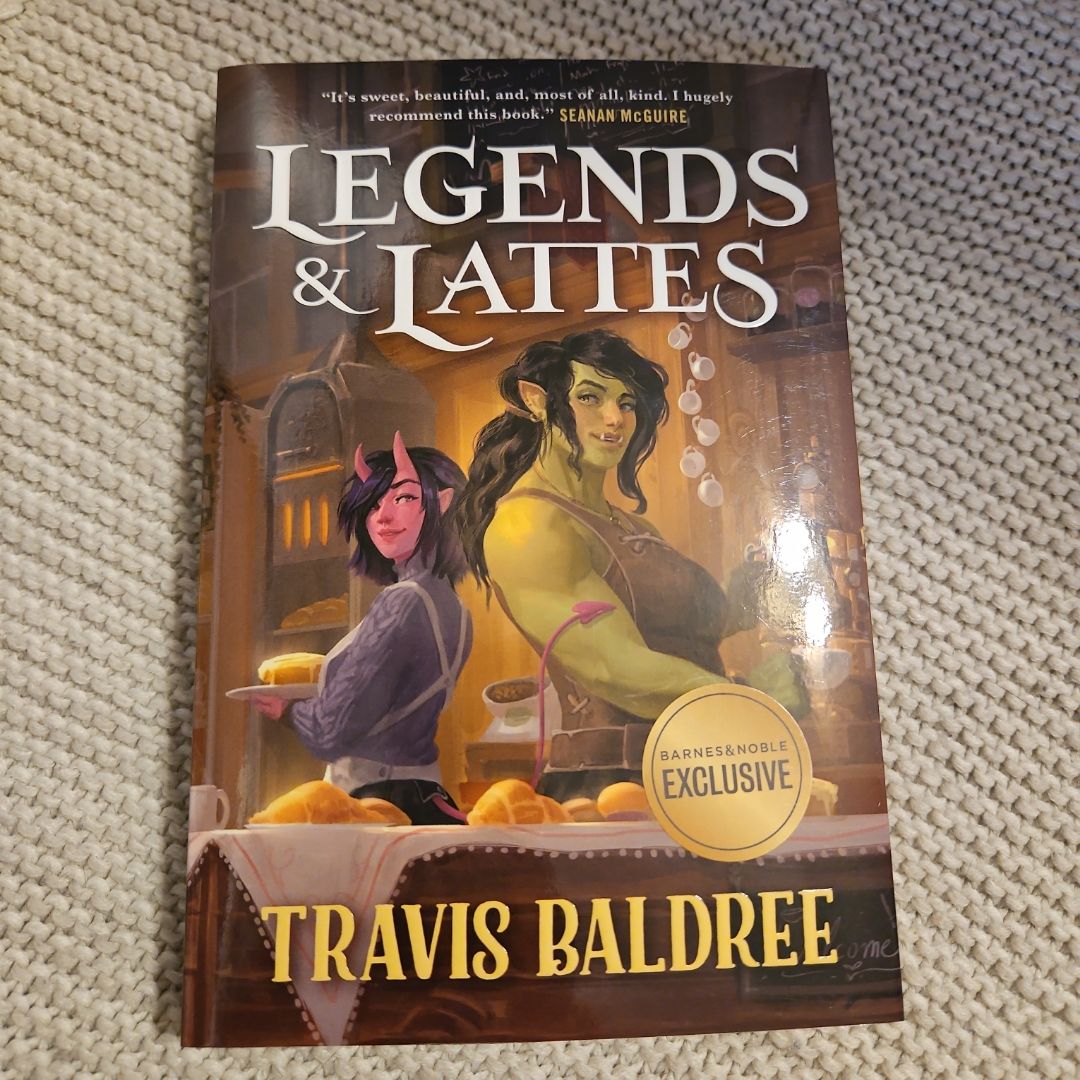 “It’s sweet, beautiful, and, most of all, kind. I hugely
recommend this book.” SEANAN McGUIRE
LEGENDS
& LATTES
BARNES&NOBLE
EXCLUSIVE
TRAVIS BALDREE